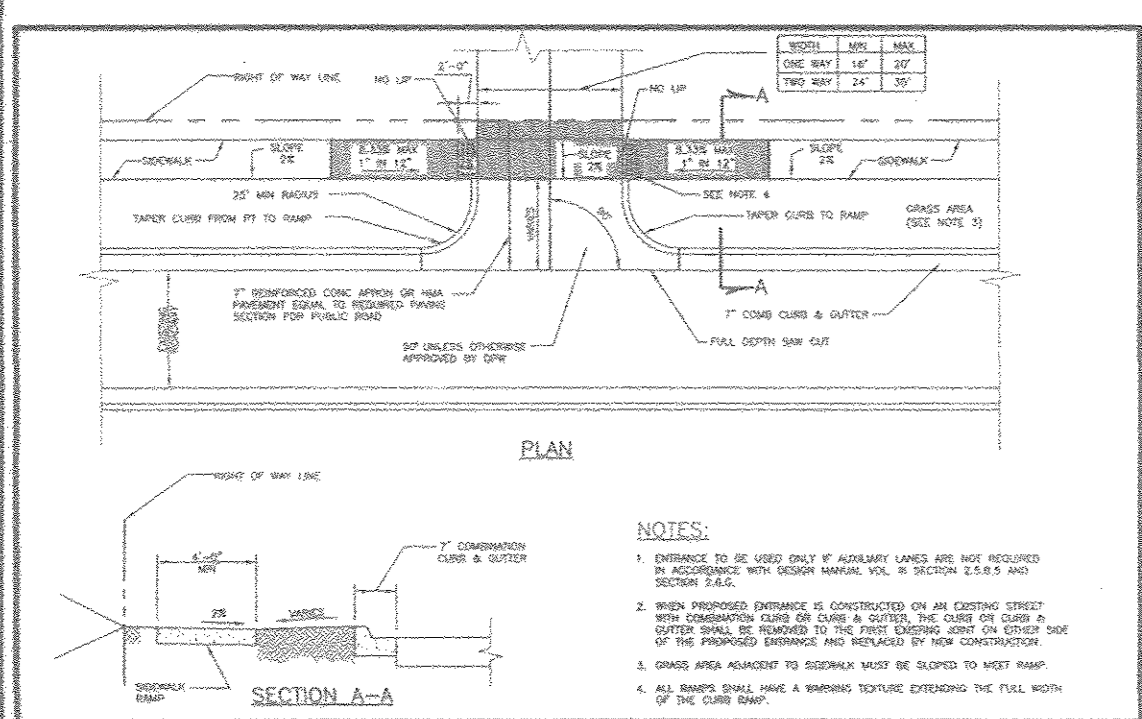 WIDTH MIN MAX
ONE WAY 16' 20'
TWO WAY 24' 36'
2'-0"
RIGHT OF WAY LINE
NO LIP
NO LIP
A
SIDEWALK
SLOPE 2%
8.33% MAX
1" IN 12"
SLOPE 2%
8.33% MAX
1" IN 12"
SLOPE 2%
SIDEWALK
25' MIN RADIUS
SEE NOTE 4
TAPER CURB FROM PT TO RAMP
VARIES
90°
TAPER CURB TO RAMP
GRASS AREA
(SEE NOTE 3)
7" REINFORCED CONC APRON OR HMA
PAVEMENT EQUAL TO REQUIRED PAVING
SECTION FOR PUBLIC ROAD
A
7" COMB CURB & GUTTER
90° UNLESS OTHERWISE
APPROVED BY DPW
FULL DEPTH SAW CUT
PLAN
RIGHT OF WAY LINE
4'-0"
MIN
7" COMBINATION
CURB & GUTTER
2%
VARIES
SIDEWALK
RAMP
SECTION A-A
NOTES:
1. ENTRANCE TO BE USED ONLY IF AUXILIARY LANES ARE NOT REQUIRED
IN ACCORDANCE WITH DESIGN MANUAL VOL. III SECTION 2.5.B.5 AND
SECTION 2.6.G.
2. WHEN PROPOSED ENTRANCE IS CONSTRUCTED ON AN EXISTING STREET
WITH COMBINATION CURB OR CURB & GUTTER, THE CURB OR CURB &
GUTTER SHALL BE REMOVED TO THE FIRST EXISTING JOINT ON EITHER SIDE
OF THE PROPOSED ENTRANCE AND REPLACED BY NEW CONSTRUCTION.
3. GRASS AREA ADJACENT TO SIDEWALK MUST BE SLOPED TO MEET RAMP.
4. ALL RAMPS SHALL HAVE A WARNING TEXTURE EXTENDING THE FULL WIDTH
OF THE CURB RAMP.